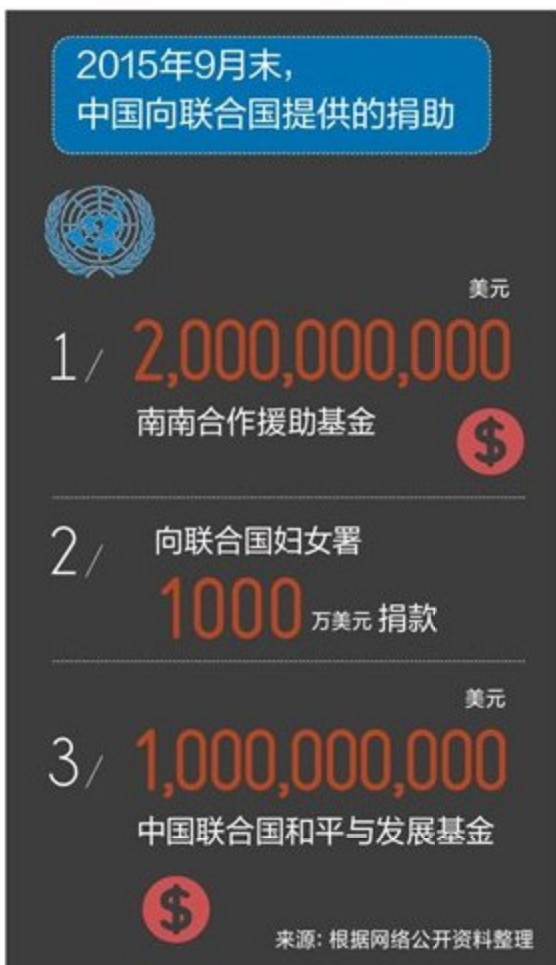 2015年9月末，
中国向联合国提供的捐助
美元
1/ 2,000,000,000
南南合作援助基金
$
2/ 向联合国妇女署
1000 万美元 捐款
美元
3/ 1,000,000,000
中国联合国和平与发展基金
$
来源：根据网络公开资料整理